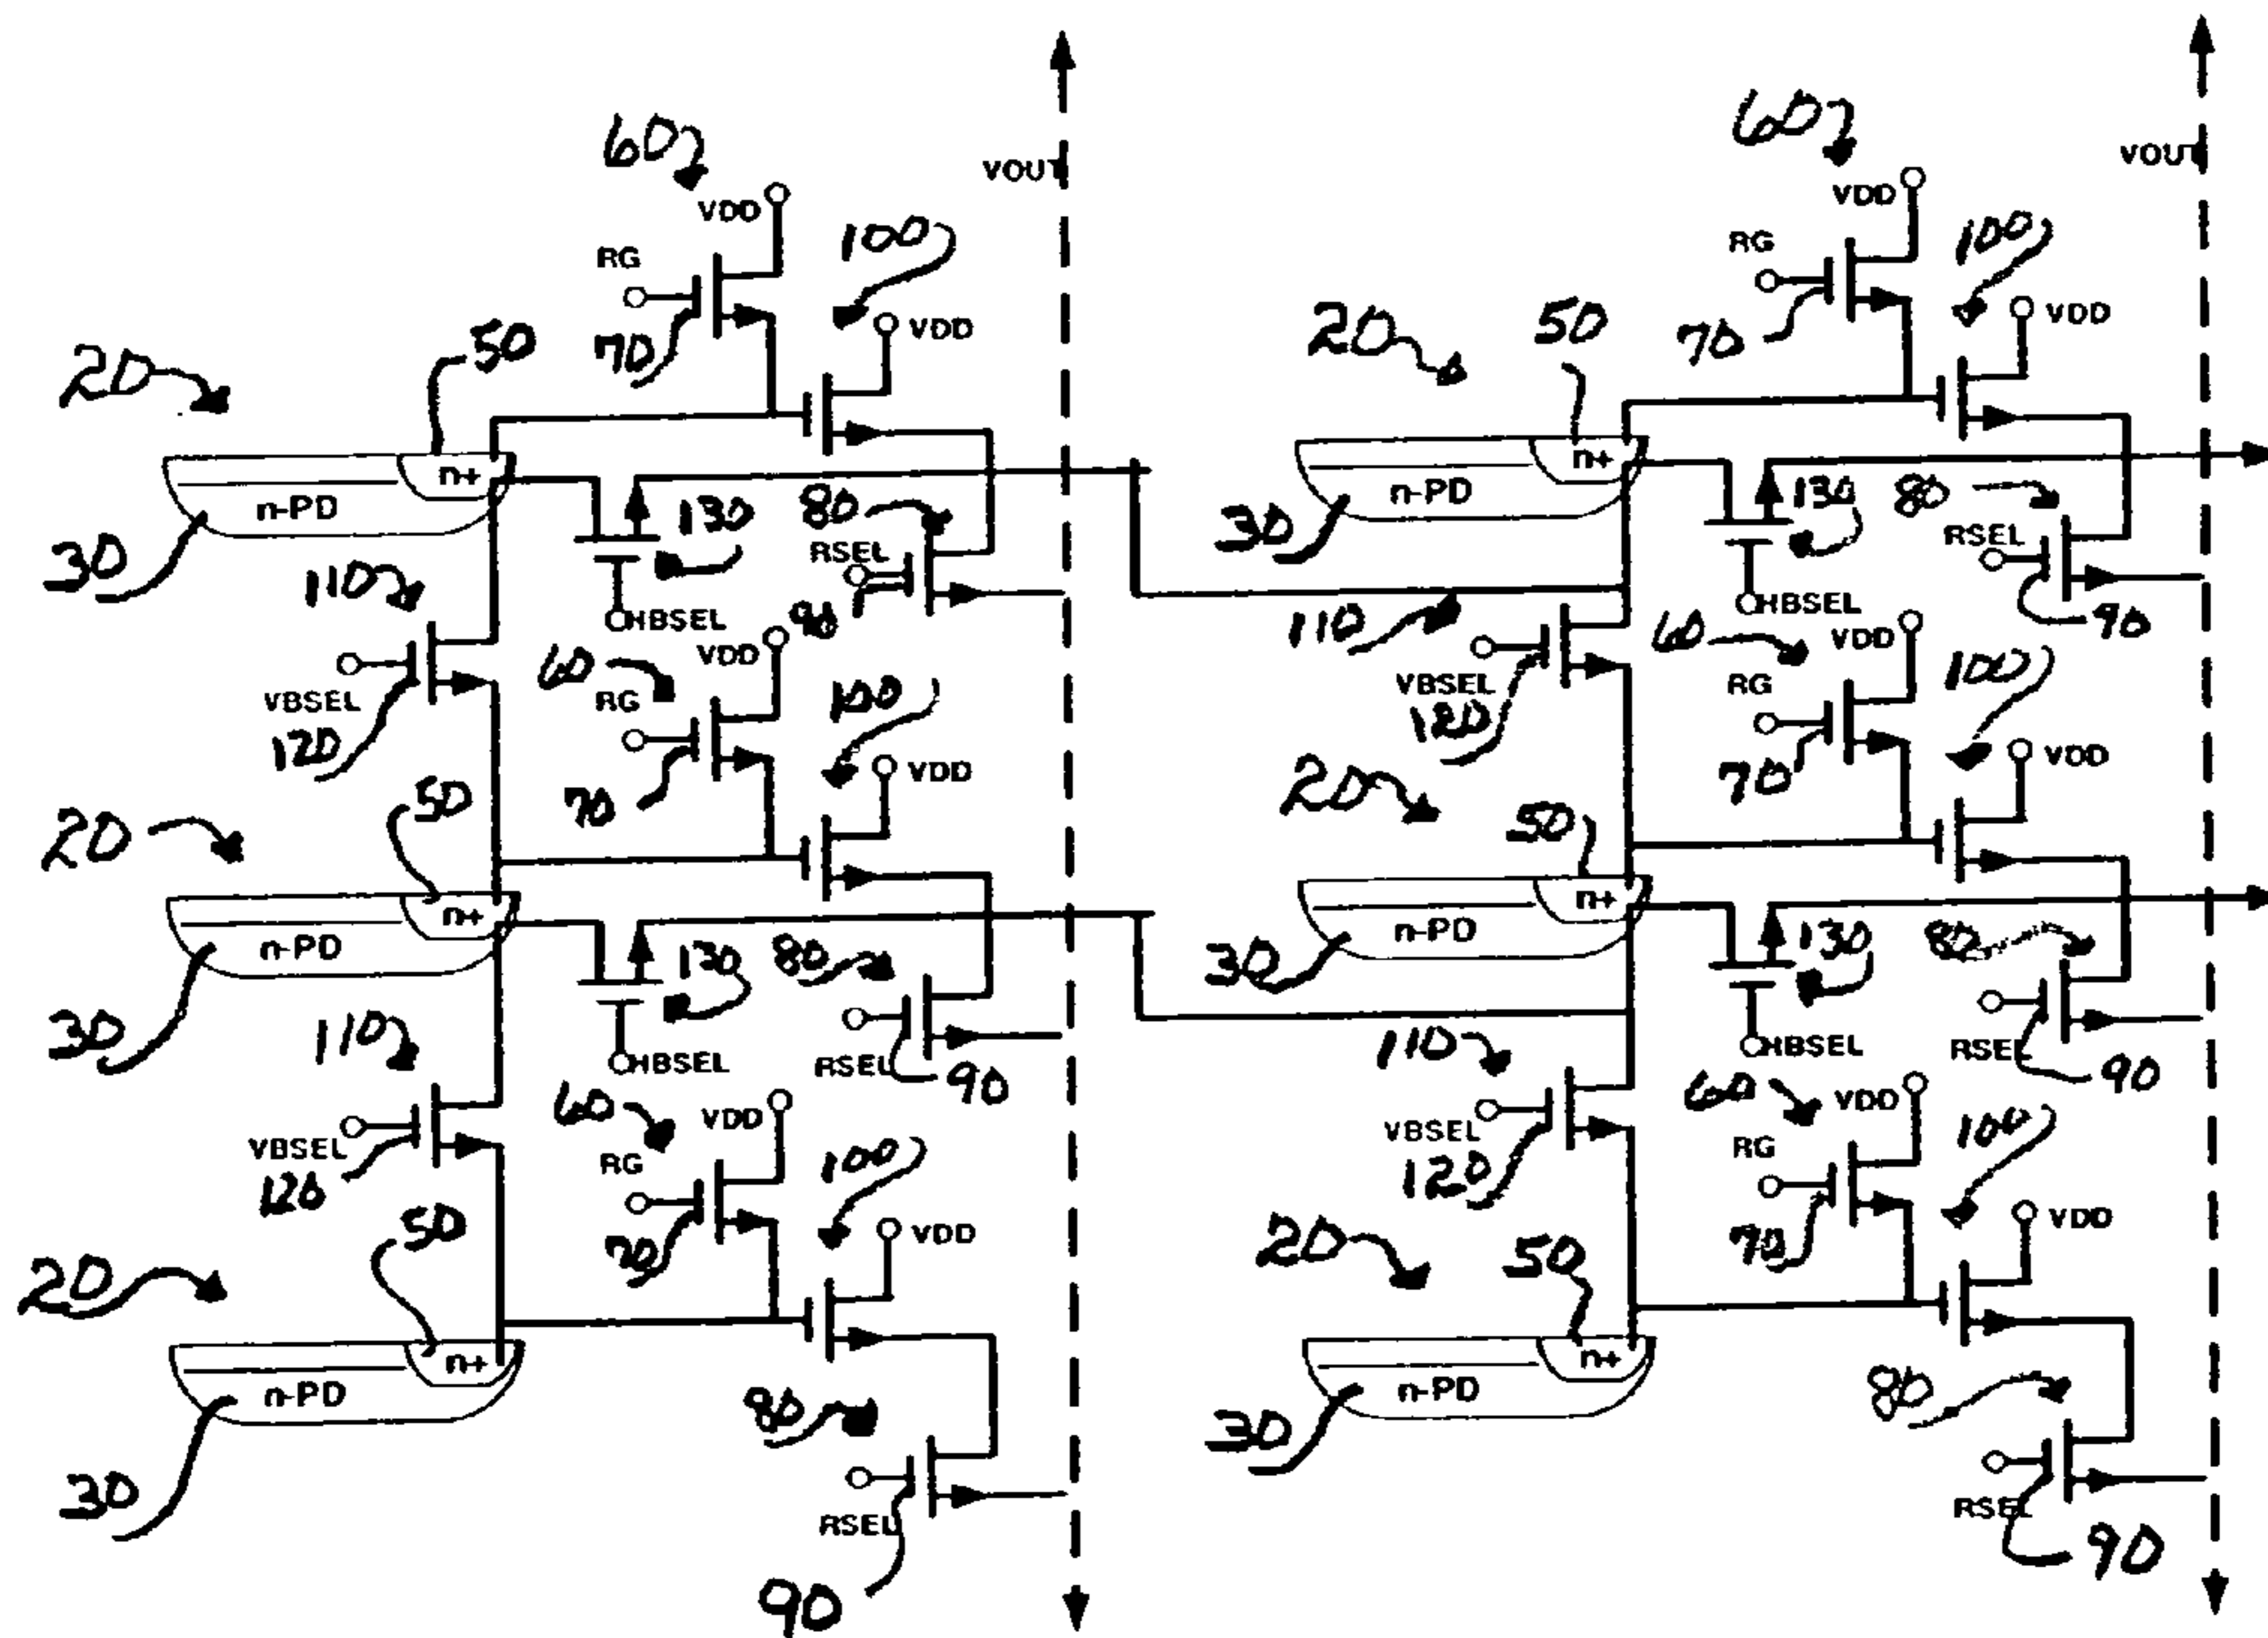 60 VOUT 60 VOUT
VDD VDD
RG 100 RG 100
20 50 70 VDD 20 50 70 VDD
n+ n+
n-PD 130 80 n-PD 130 80
30 110 RSEL 30 RSEL
HBSEL 90 110 HBSEL 90
VBSEL 60 VDD VBSEL 60 VDD
120 RG 100 120 RG 100
20 50 70 VDD 20 50 70 VDD
n+ n+
n-PD 130 80 n-PD 130 80
30 110 30 110
HBSEL RSEL 90 HBSEL RSEL 90
VBSEL 60 VDD VBSEL 60 VDD
120 RG 100 120 RG 100
20 50 70 VDD 20 50 70 VDD
n+ n+
n-PD 80 n-PD 80
30 30
RSEL RSEL
90 90